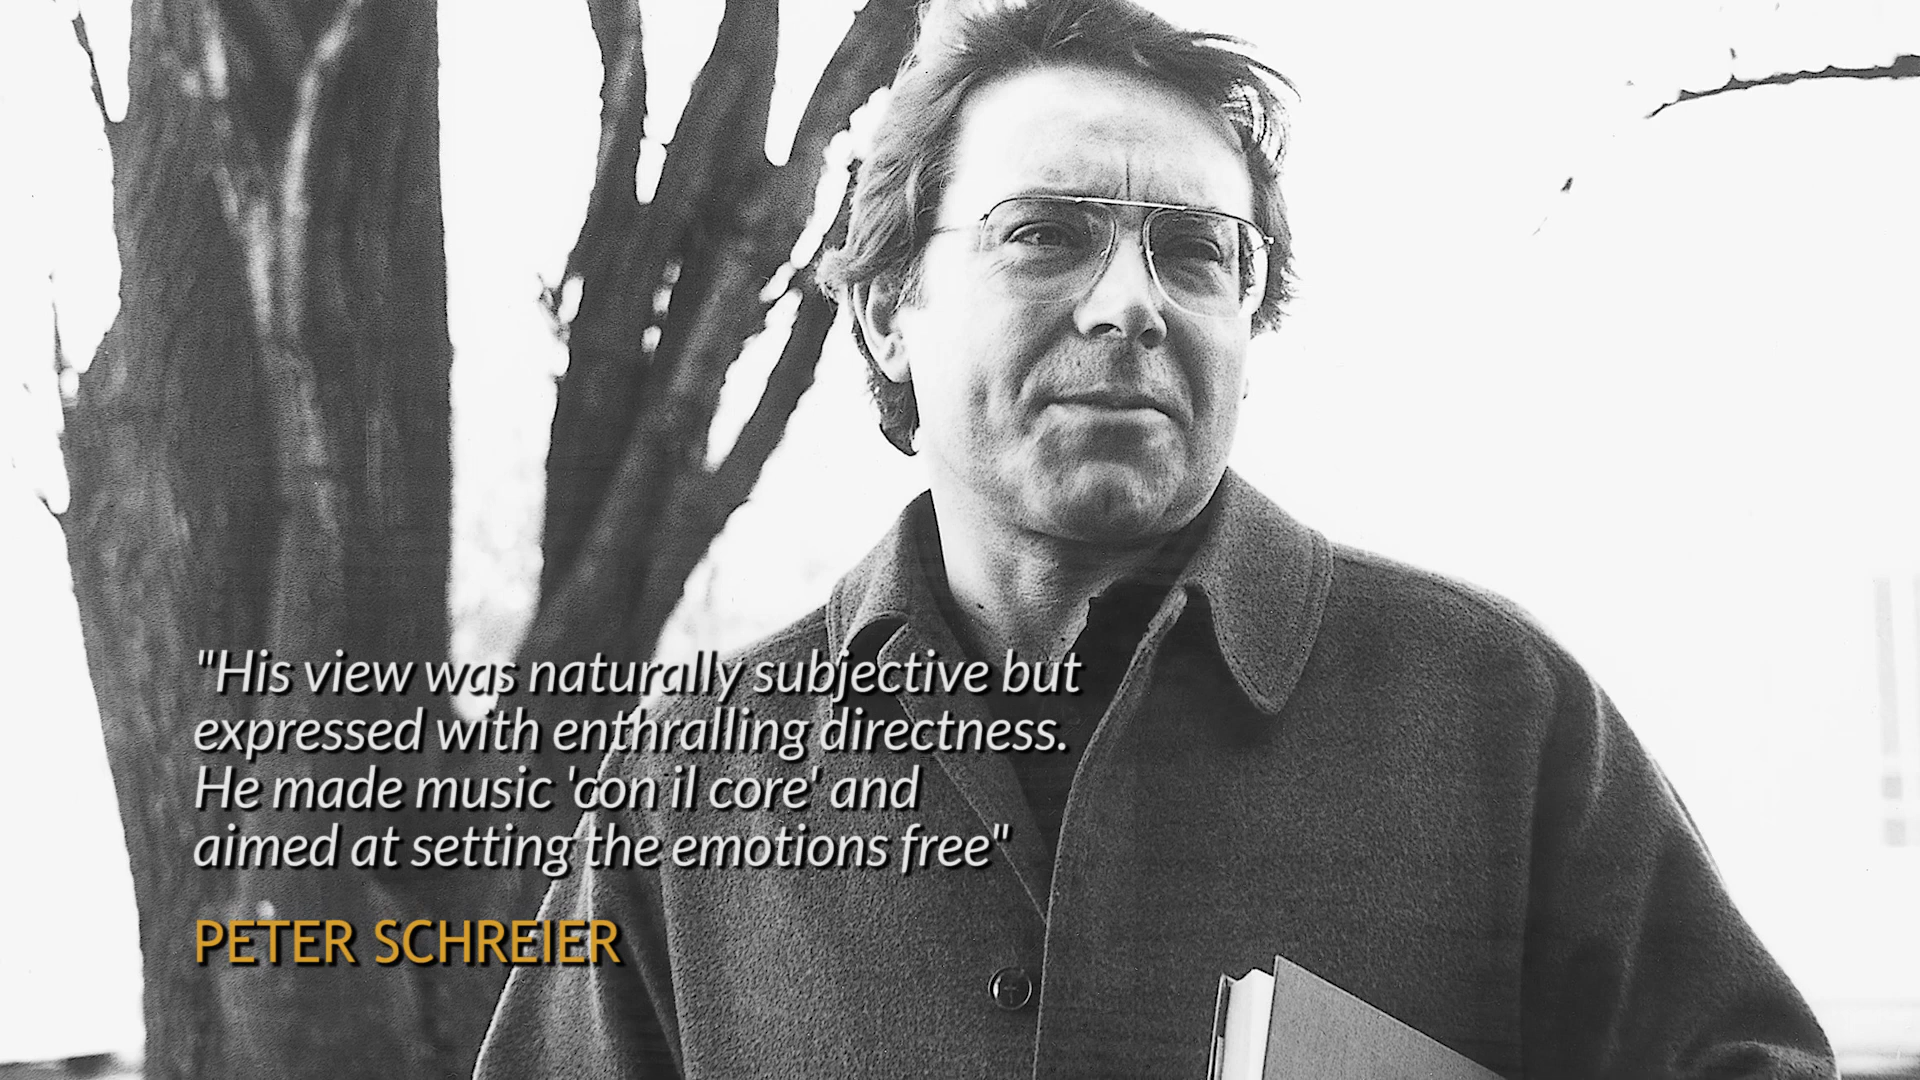 "His view was naturally subjective but
expressed with enthralling directness.
He made music 'con il core' and
aimed at setting the emotions free"
PETER SCHREIER